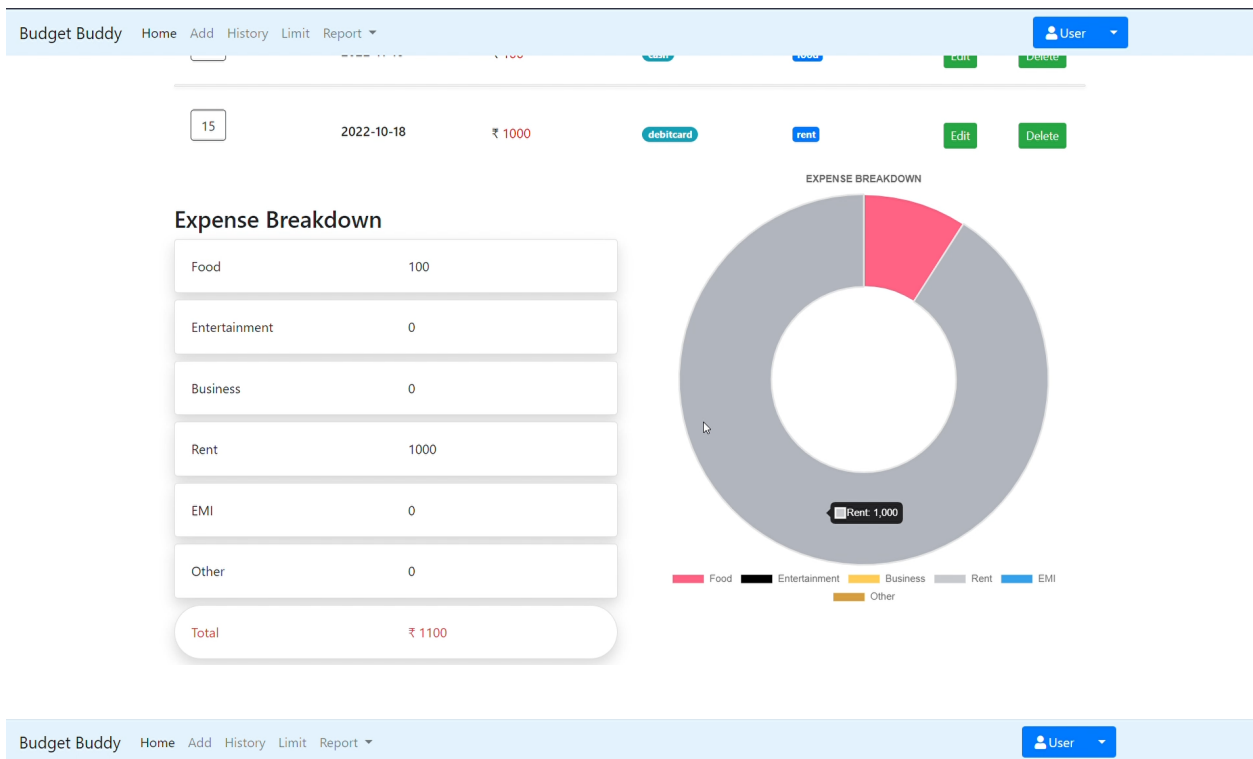 Budget Buddy Home Add History Limit Report User
15 2022-10-18 ₹ 1000 debitcard rent Edit Delete
EXPENSE BREAKDOWN
Expense Breakdown
Food 100
Entertainment 0
Business 0
Rent 1000
Rent: 1,000
EMI 0
Other 0
Food Entertainment Business Rent EMI
Other
Total ₹ 1100
Budget Buddy Home Add History Limit Report User